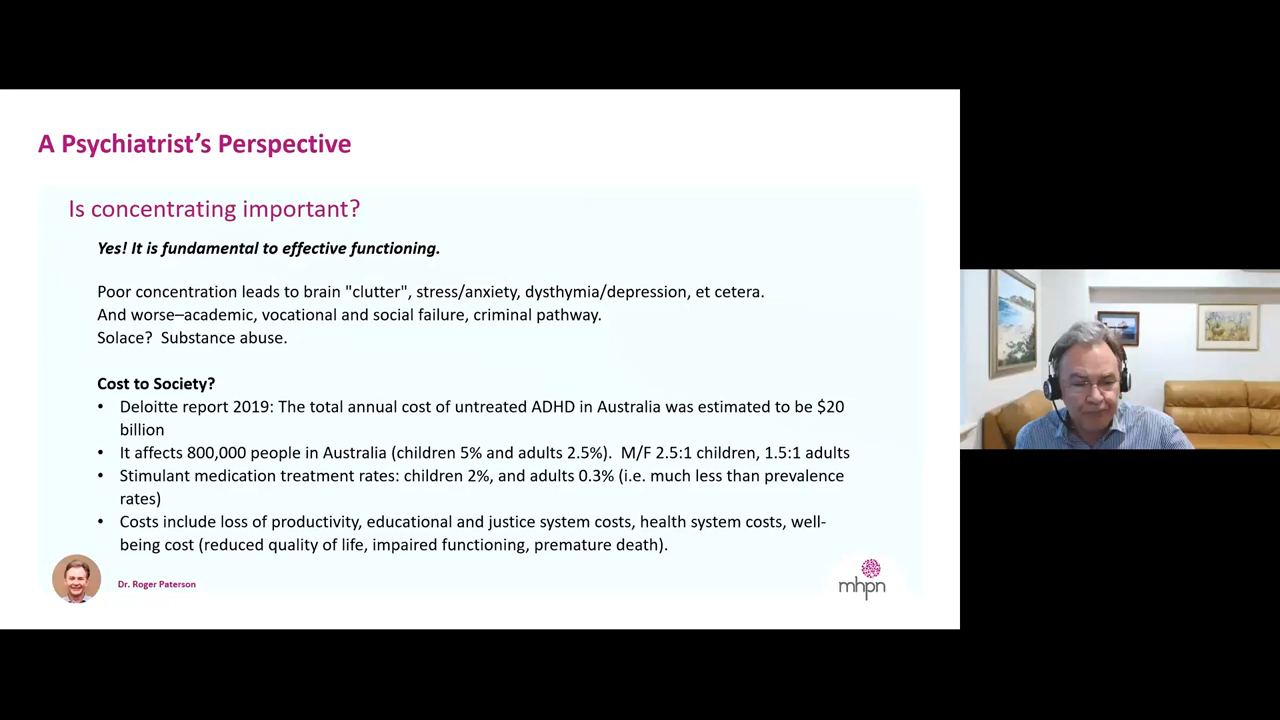 A Psychiatrist’s Perspective
Is concentrating important?
Yes! It is fundamental to effective functioning.
Poor concentration leads to brain "clutter", stress/anxiety, dysthymia/depression, et cetera.
And worse–academic, vocational and social failure, criminal pathway.
Solace?  Substance abuse.
Cost to Society?
• Deloitte report 2019: The total annual cost of untreated ADHD in Australia was estimated to be $20
billion
• It affects 800,000 people in Australia (children 5% and adults 2.5%).  M/F 2.5:1 children, 1.5:1 adults
• Stimulant medication treatment rates: children 2%, and adults 0.3% (i.e. much less than prevalence
rates)
• Costs include loss of productivity, educational and justice system costs, health system costs, well-
being cost (reduced quality of life, impaired functioning, premature death).
Dr. Roger Paterson
mhpn